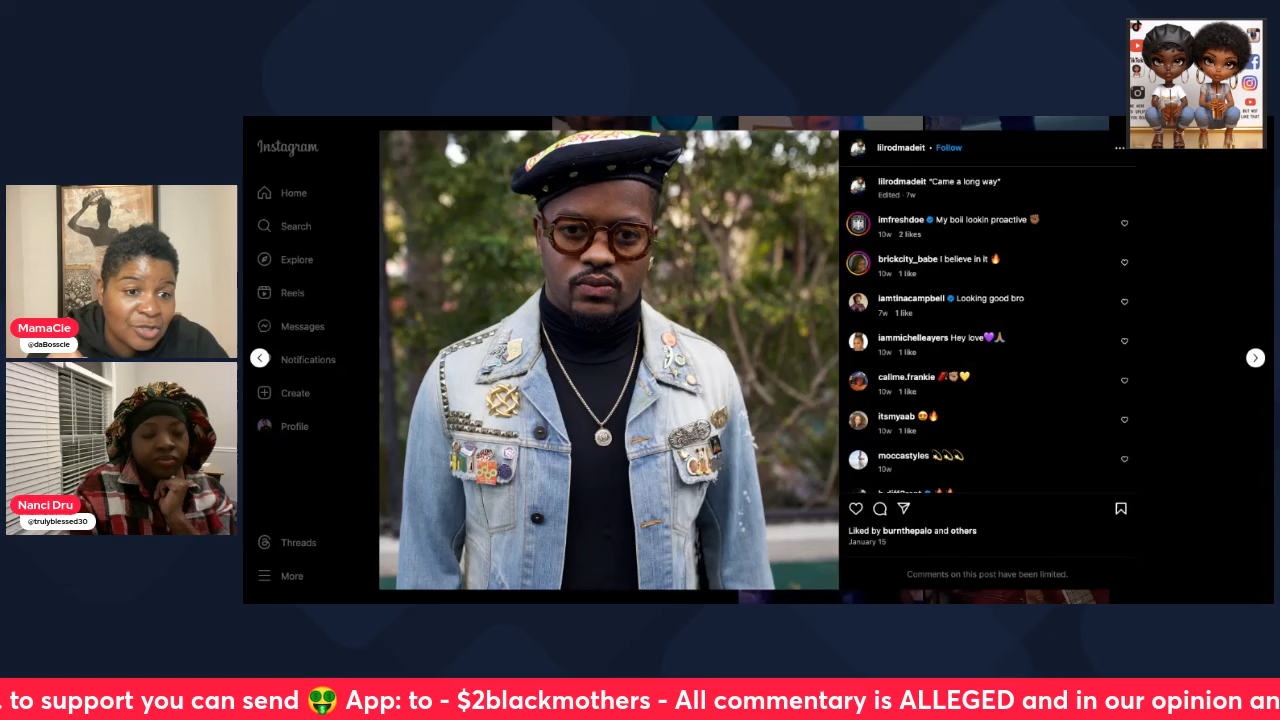 Instagram
Home
Search
Explore
Reels
Messages
Notifications
Create
Profile
Threads
More
lilrodmadeit • Follow
lilrodmadeit "Came a long way"
Edited · 7w
imfreshdoe My boii lookin proactive ✊🏾
10w 2 likes
brickcity_babe I believe in it 🔥
10w 1 like
iamtinacampbell Looking good bro
7w 1 like
iammichelleayers Hey love💜🙏🏾
10w 1 like
callme.frankie 💛
10w 1 like
itsmyaab 😍🔥
10w 1 like
moccastyles 💫💫💫
10w
Liked by burnthepalo and others
January 15
Comments on this post have been limited.
MamaCie
@daBosscie
Nanci Dru
@trulyblessed30
to support you can send 🤑 App: to - $2blackmothers - All commentary is ALLEGED and in our opinion an